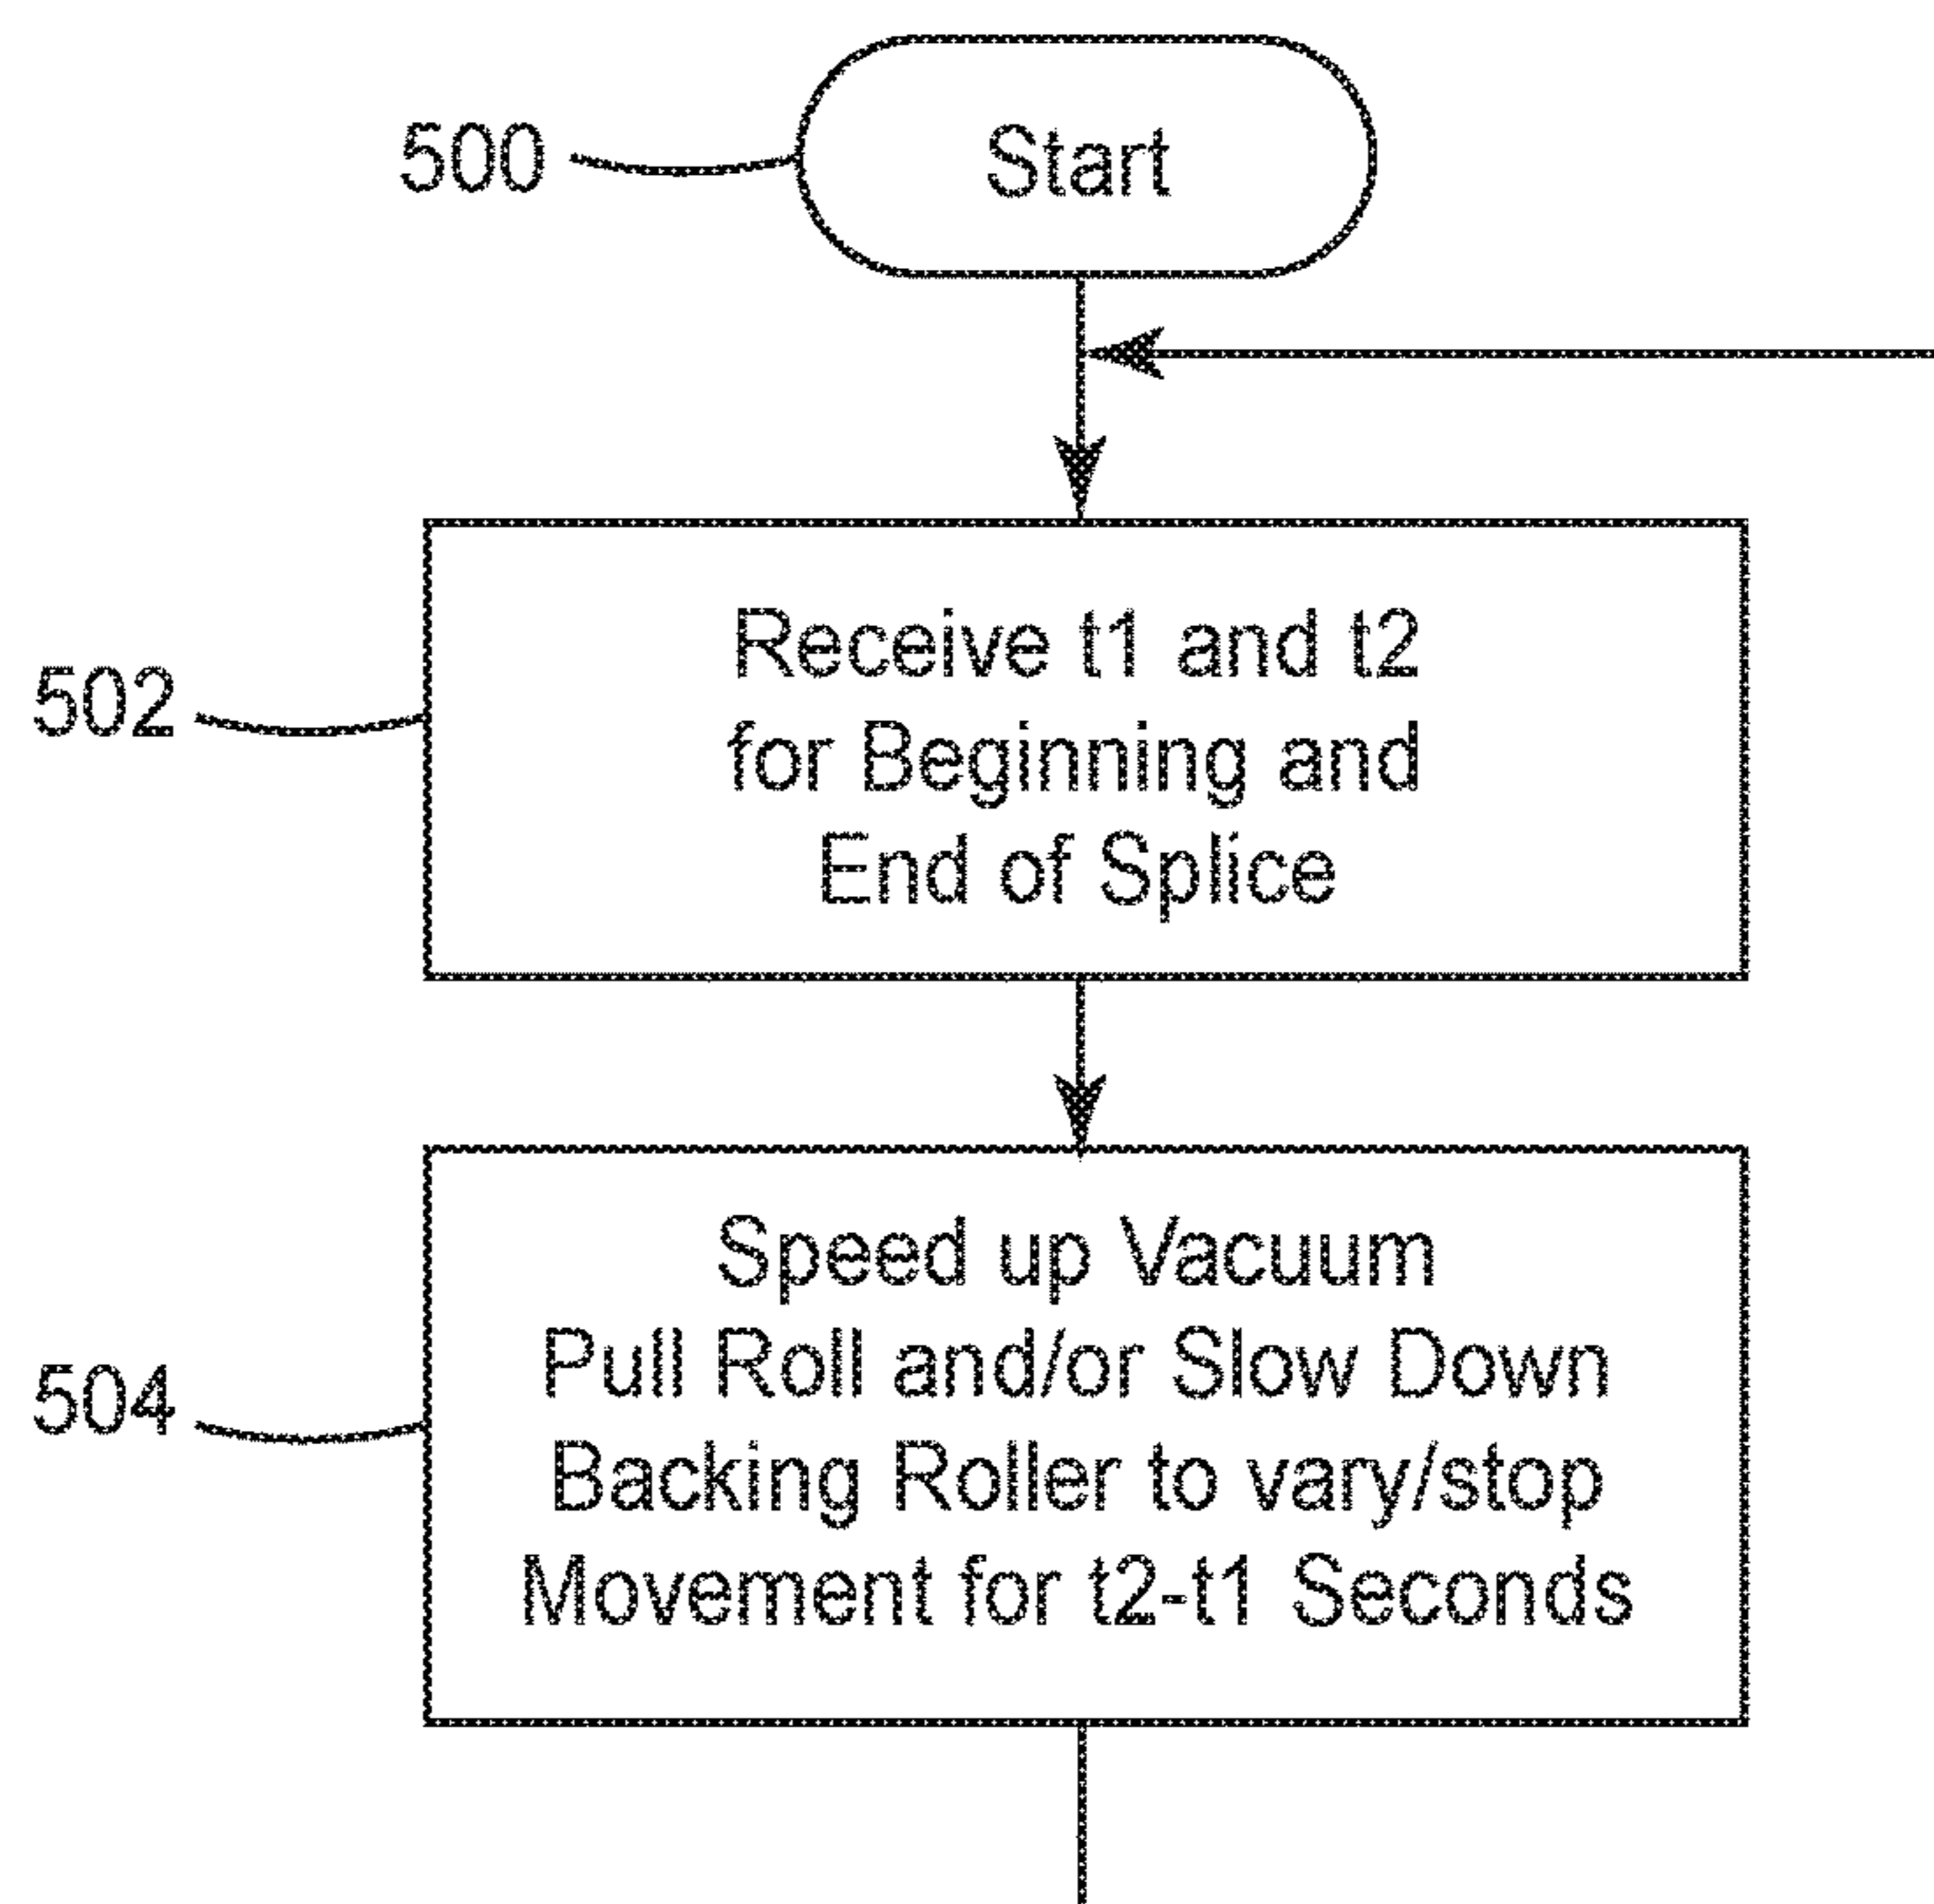 500
Start
502
Receive t1 and t2
for Beginning and
End of Splice
504
Speed up Vacuum
Pull Roll and/or Slow Down
Backing Roller to vary/stop
Movement for t2-t1 Seconds